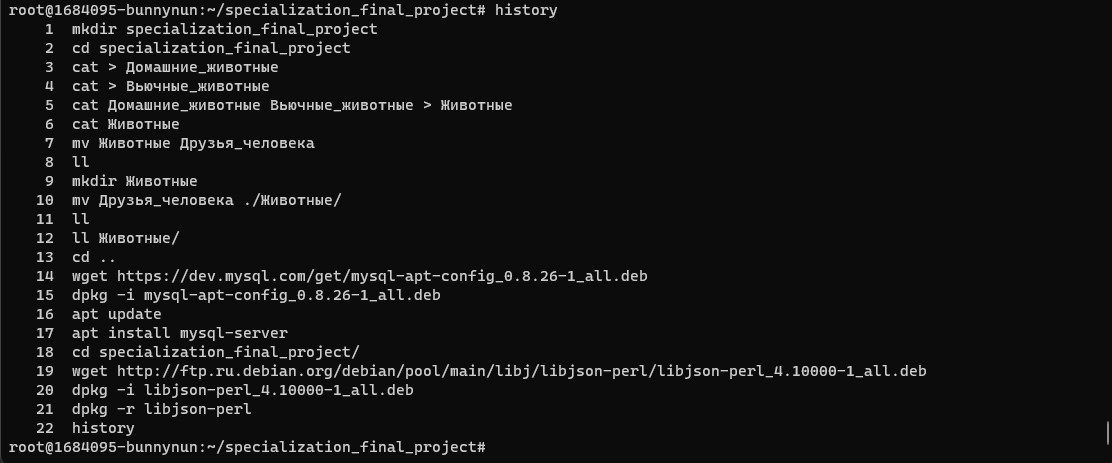 root@1684095-bunnynun:~/specialization_final_project# history
1 mkdir specialization_final_project
2 cd specialization_final_project
3 cat > Домашние_животные
4 cat > Вьючные_животные
5 cat Домашние_животные Вьючные_животные > Животные
6 cat Животные
7 mv Животные Друзья_человека
8 ll
9 mkdir Животные
10 mv Друзья_человека ./Животные/
11 ll
12 ll Животные/
13 cd ..
14 wget https://dev.mysql.com/get/mysql-apt-config_0.8.26-1_all.deb
15 dpkg -i mysql-apt-config_0.8.26-1_all.deb
16 apt update
17 apt install mysql-server
18 cd specialization_final_project/
19 wget http://ftp.ru.debian.org/debian/pool/main/libj/libjson-perl/libjson-perl_4.10000-1_all.deb
20 dpkg -i libjson-perl_4.10000-1_all.deb
21 dpkg -r libjson-perl
22 history
root@1684095-bunnynun:~/specialization_final_project#